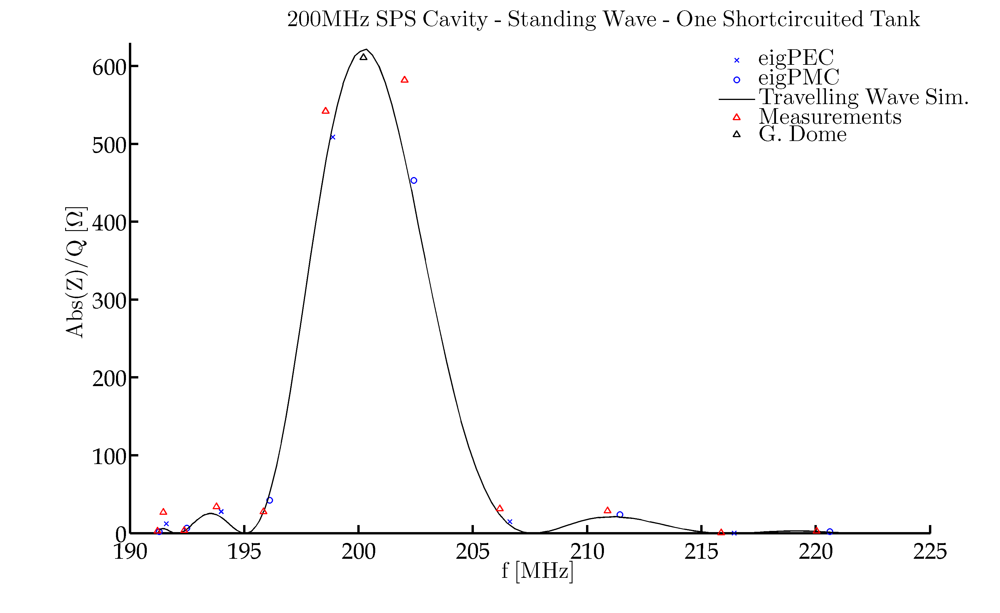 200MHz SPS Cavity - Standing Wave - One Shortcircuited Tank
eigPEC
eigPMC
Travelling Wave Sim.
Measurements
G. Dome
Abs(Z)/Q [Ω]
600
500
400
300
200
100
0
190 195 200 205 210 215 220 225
f [MHz]